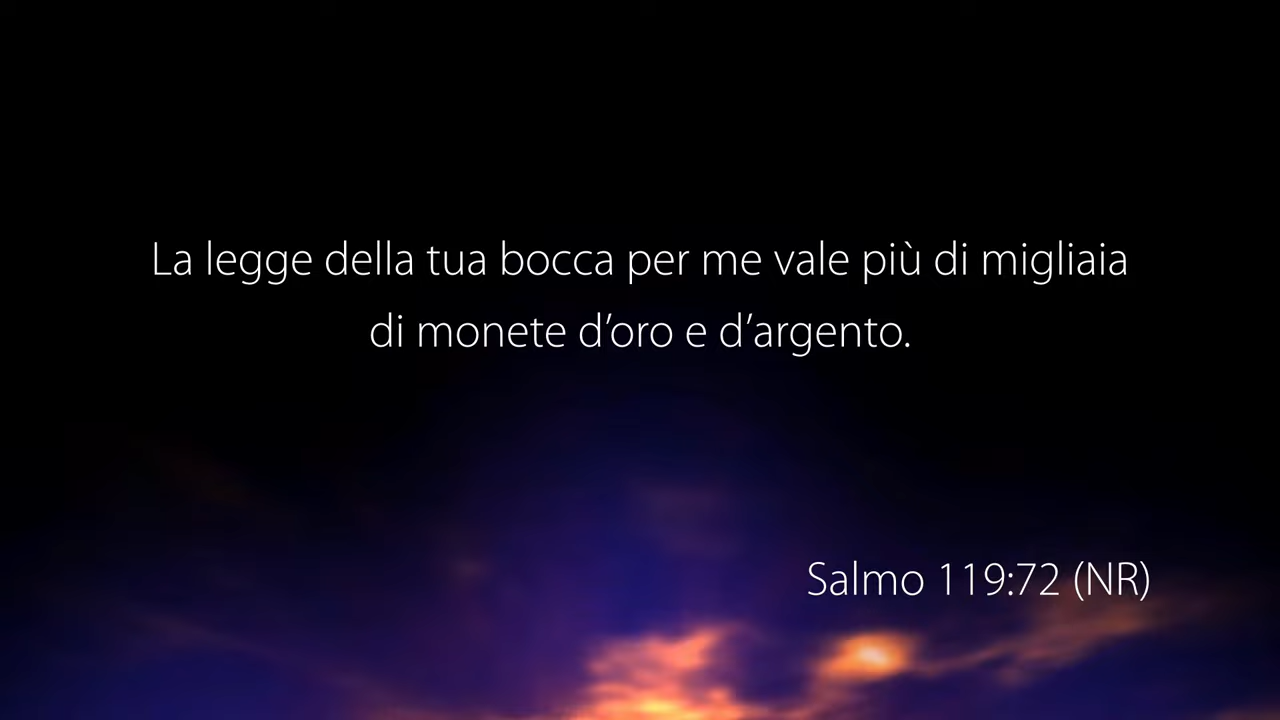 La legge della tua bocca per me vale più di migliaia
di monete d’oro e d’argento.
Salmo 119:72 (NR)